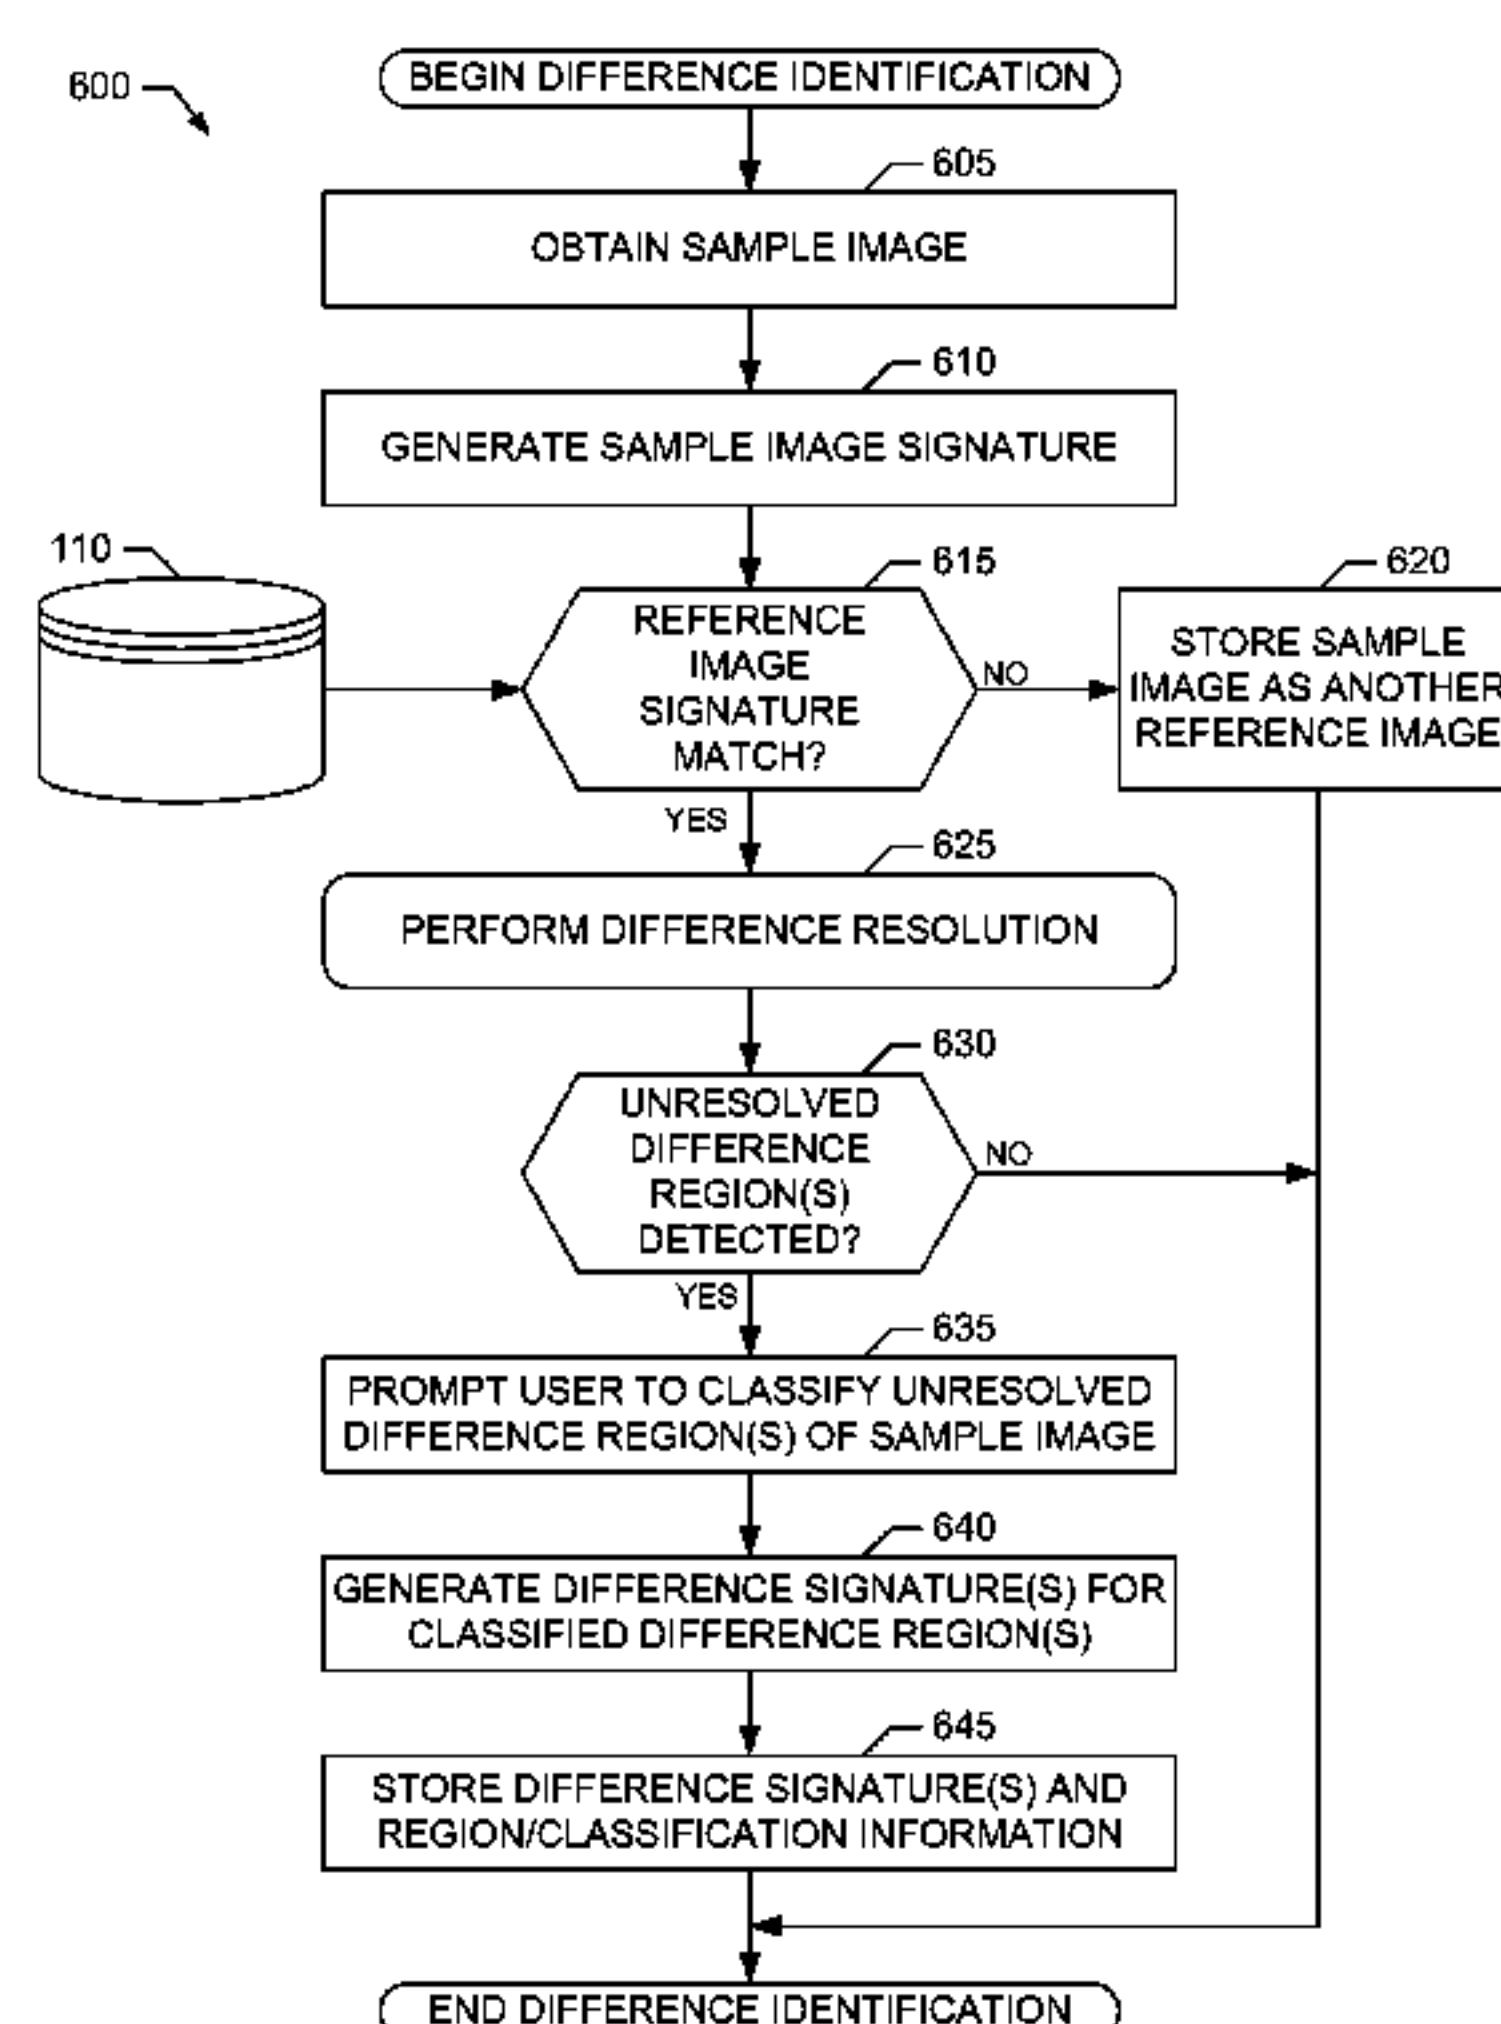 600
BEGIN DIFFERENCE IDENTIFICATION
605
OBTAIN SAMPLE IMAGE
610
GENERATE SAMPLE IMAGE SIGNATURE
110
615
REFERENCE
IMAGE
SIGNATURE
MATCH?
NO
620
STORE SAMPLE
IMAGE AS ANOTHER
REFERENCE IMAGE
YES
625
PERFORM DIFFERENCE RESOLUTION
630
UNRESOLVED
DIFFERENCE
REGION(S)
DETECTED?
NO
YES
635
PROMPT USER TO CLASSIFY UNRESOLVED
DIFFERENCE REGION(S) OF SAMPLE IMAGE
640
GENERATE DIFFERENCE SIGNATURE(S) FOR
CLASSIFIED DIFFERENCE REGION(S)
645
STORE DIFFERENCE SIGNATURE(S) AND
REGION/CLASSIFICATION INFORMATION
END DIFFERENCE IDENTIFICATION